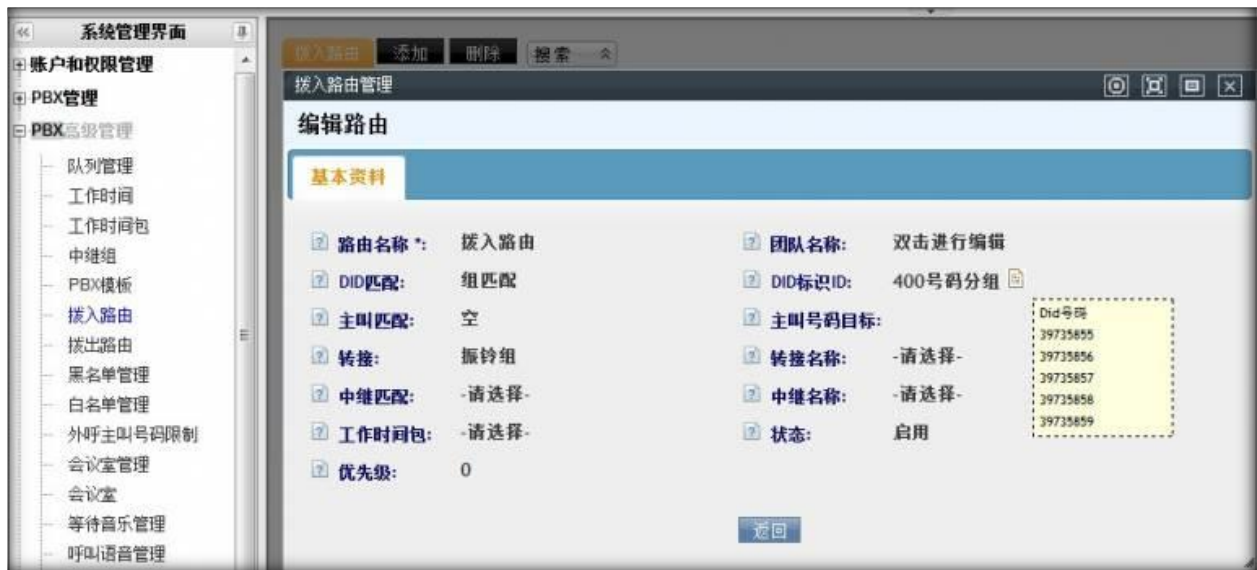 系统管理界面
账户和权限管理
PBX管理
PBX高级管理
队列管理
工作时间
工作时间包
中继组
PBX模板
拨入路由
拨出路由
黑名单管理
白名单管理
外呼主叫号码限制
会议室管理
会议室
等待音乐管理
呼叫语音管理
拨入路由 添加 删除 搜索
拨入路由管理
编辑路由
基本资料
路由名称 *: 拨入路由 团队名称: 双击进行编辑
DID匹配: 组匹配 DID标识ID: 400号码分组
主叫匹配: 空 主叫号码目标:
转接: 振铃组 转接名称: -请选择-
中继匹配: -请选择- 中继名称: -请选择-
工作时间包: -请选择- 状态: 启用
优先级: 0
Did号码
39735855
39735856
39735857
39735858
39735859
返回